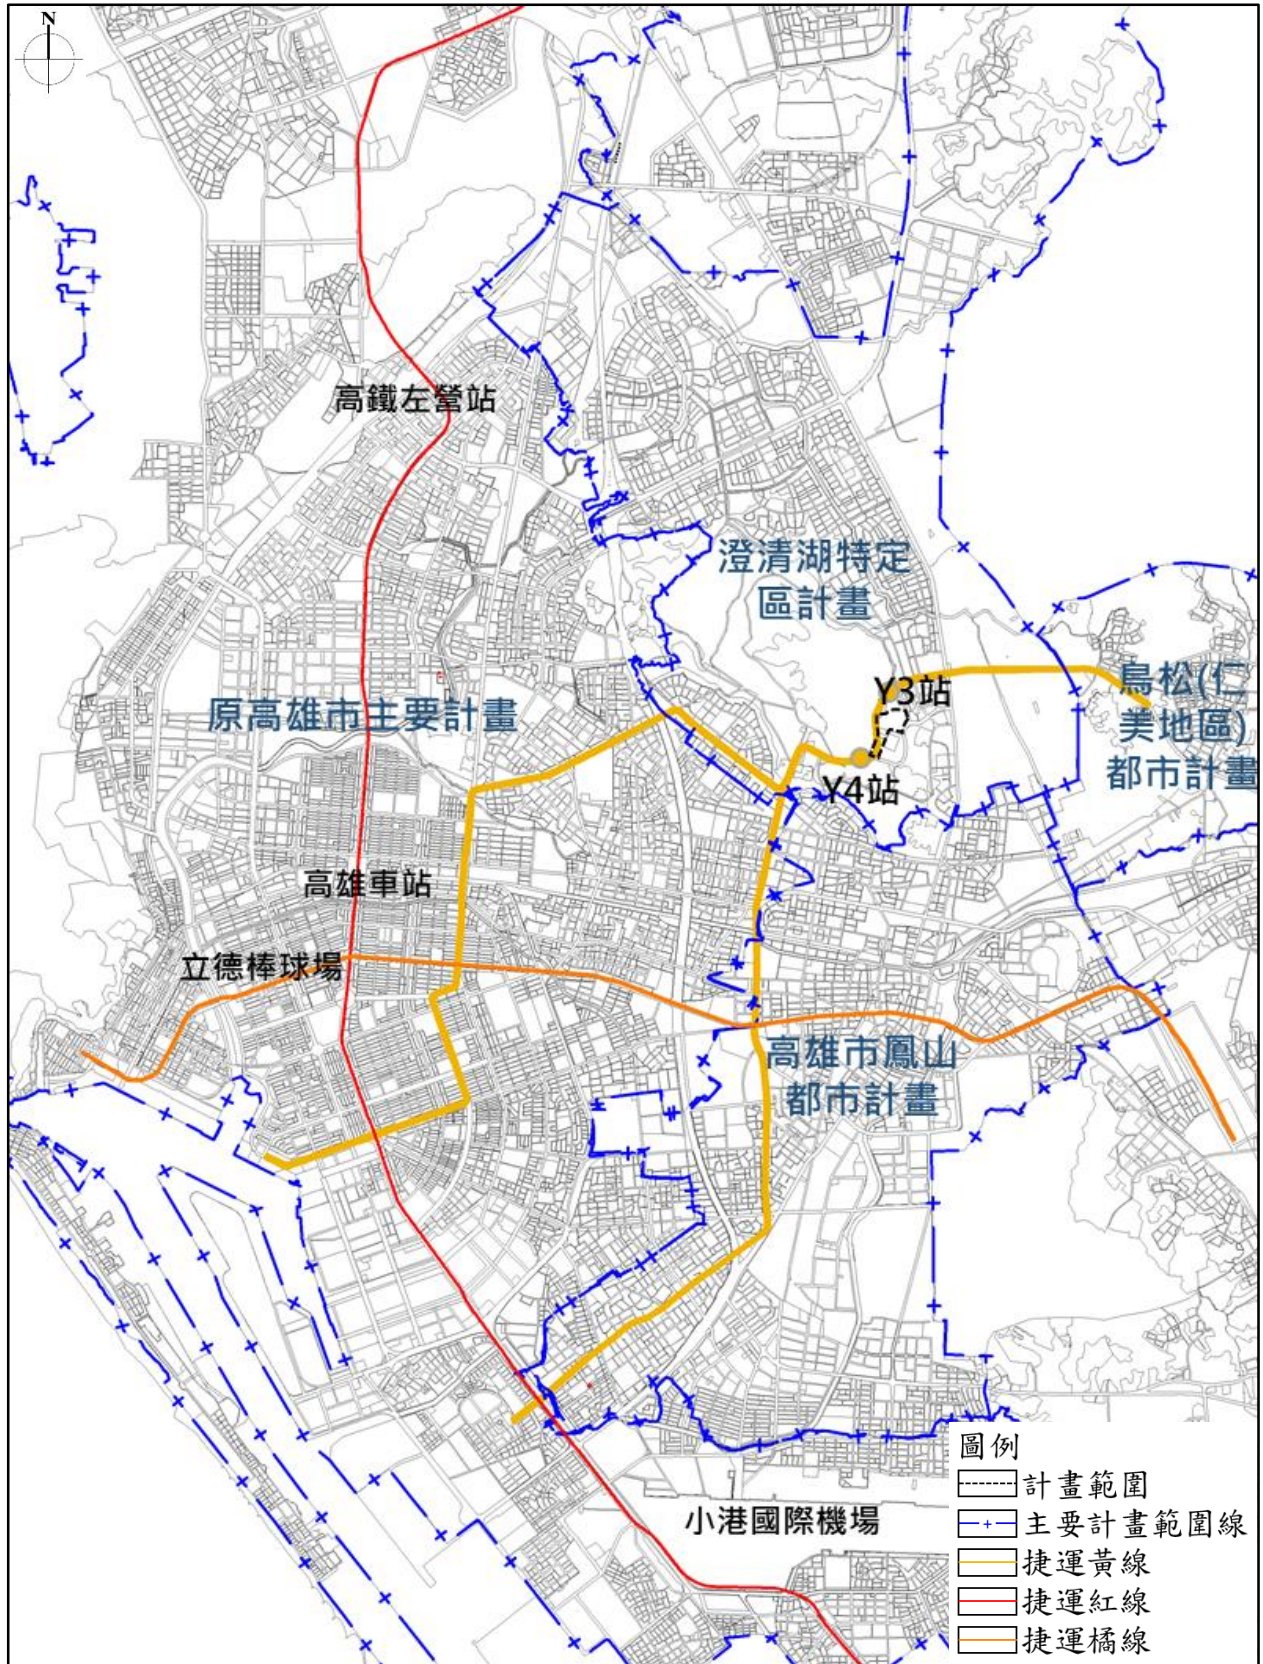 N
高鐵左營站
澄清湖特定
區計畫
Y3站
鳥松(仁
美地區)
都市計畫
原高雄市主要計畫
Y4站
高雄車站
立德棒球場
高雄市鳳山
都市計畫
小港國際機場
圖例
計畫範圍
主要計畫範圍線
捷運黃線
捷運紅線
捷運橘線